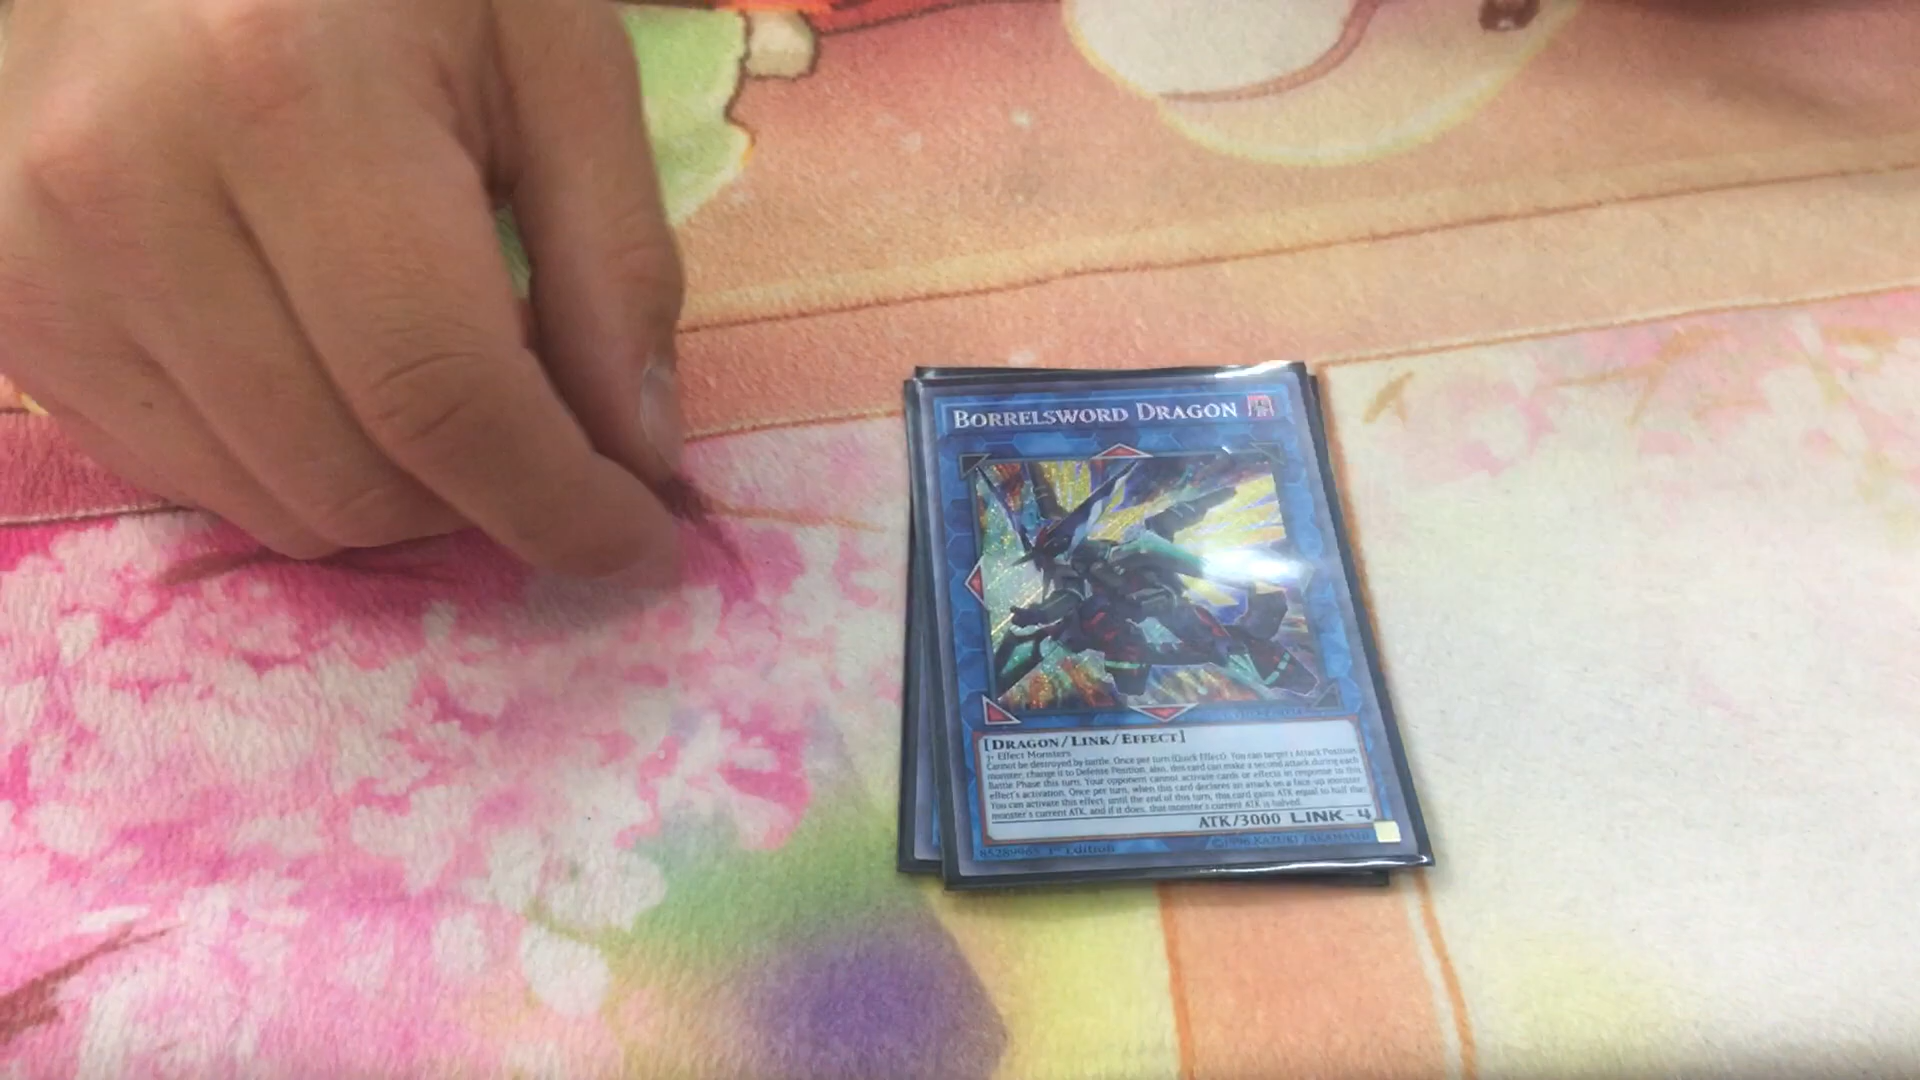 BORRELSWORD DRAGON
[DRAGON/LINK/EFFECT]
3+ Effect Monsters
Cannot be destroyed by battle. Once per turn (Quick Effect): You can target 1 Attack Position
monster; change it to Defense Position, also, this card can make a second attack during each
Battle Phase this turn. Your opponent cannot activate cards or effects in response to this
effect's activation. Once per turn, when this card declares an attack on a face-up monster:
You can activate this effect; until the end of this turn, this card gains ATK equal to half that
monster's current ATK, and if it does, that monster's current ATK is halved.
ATK/3000 LINK-4
85289965 1st Edition ©1996 KAZUKI TAKAHASHI